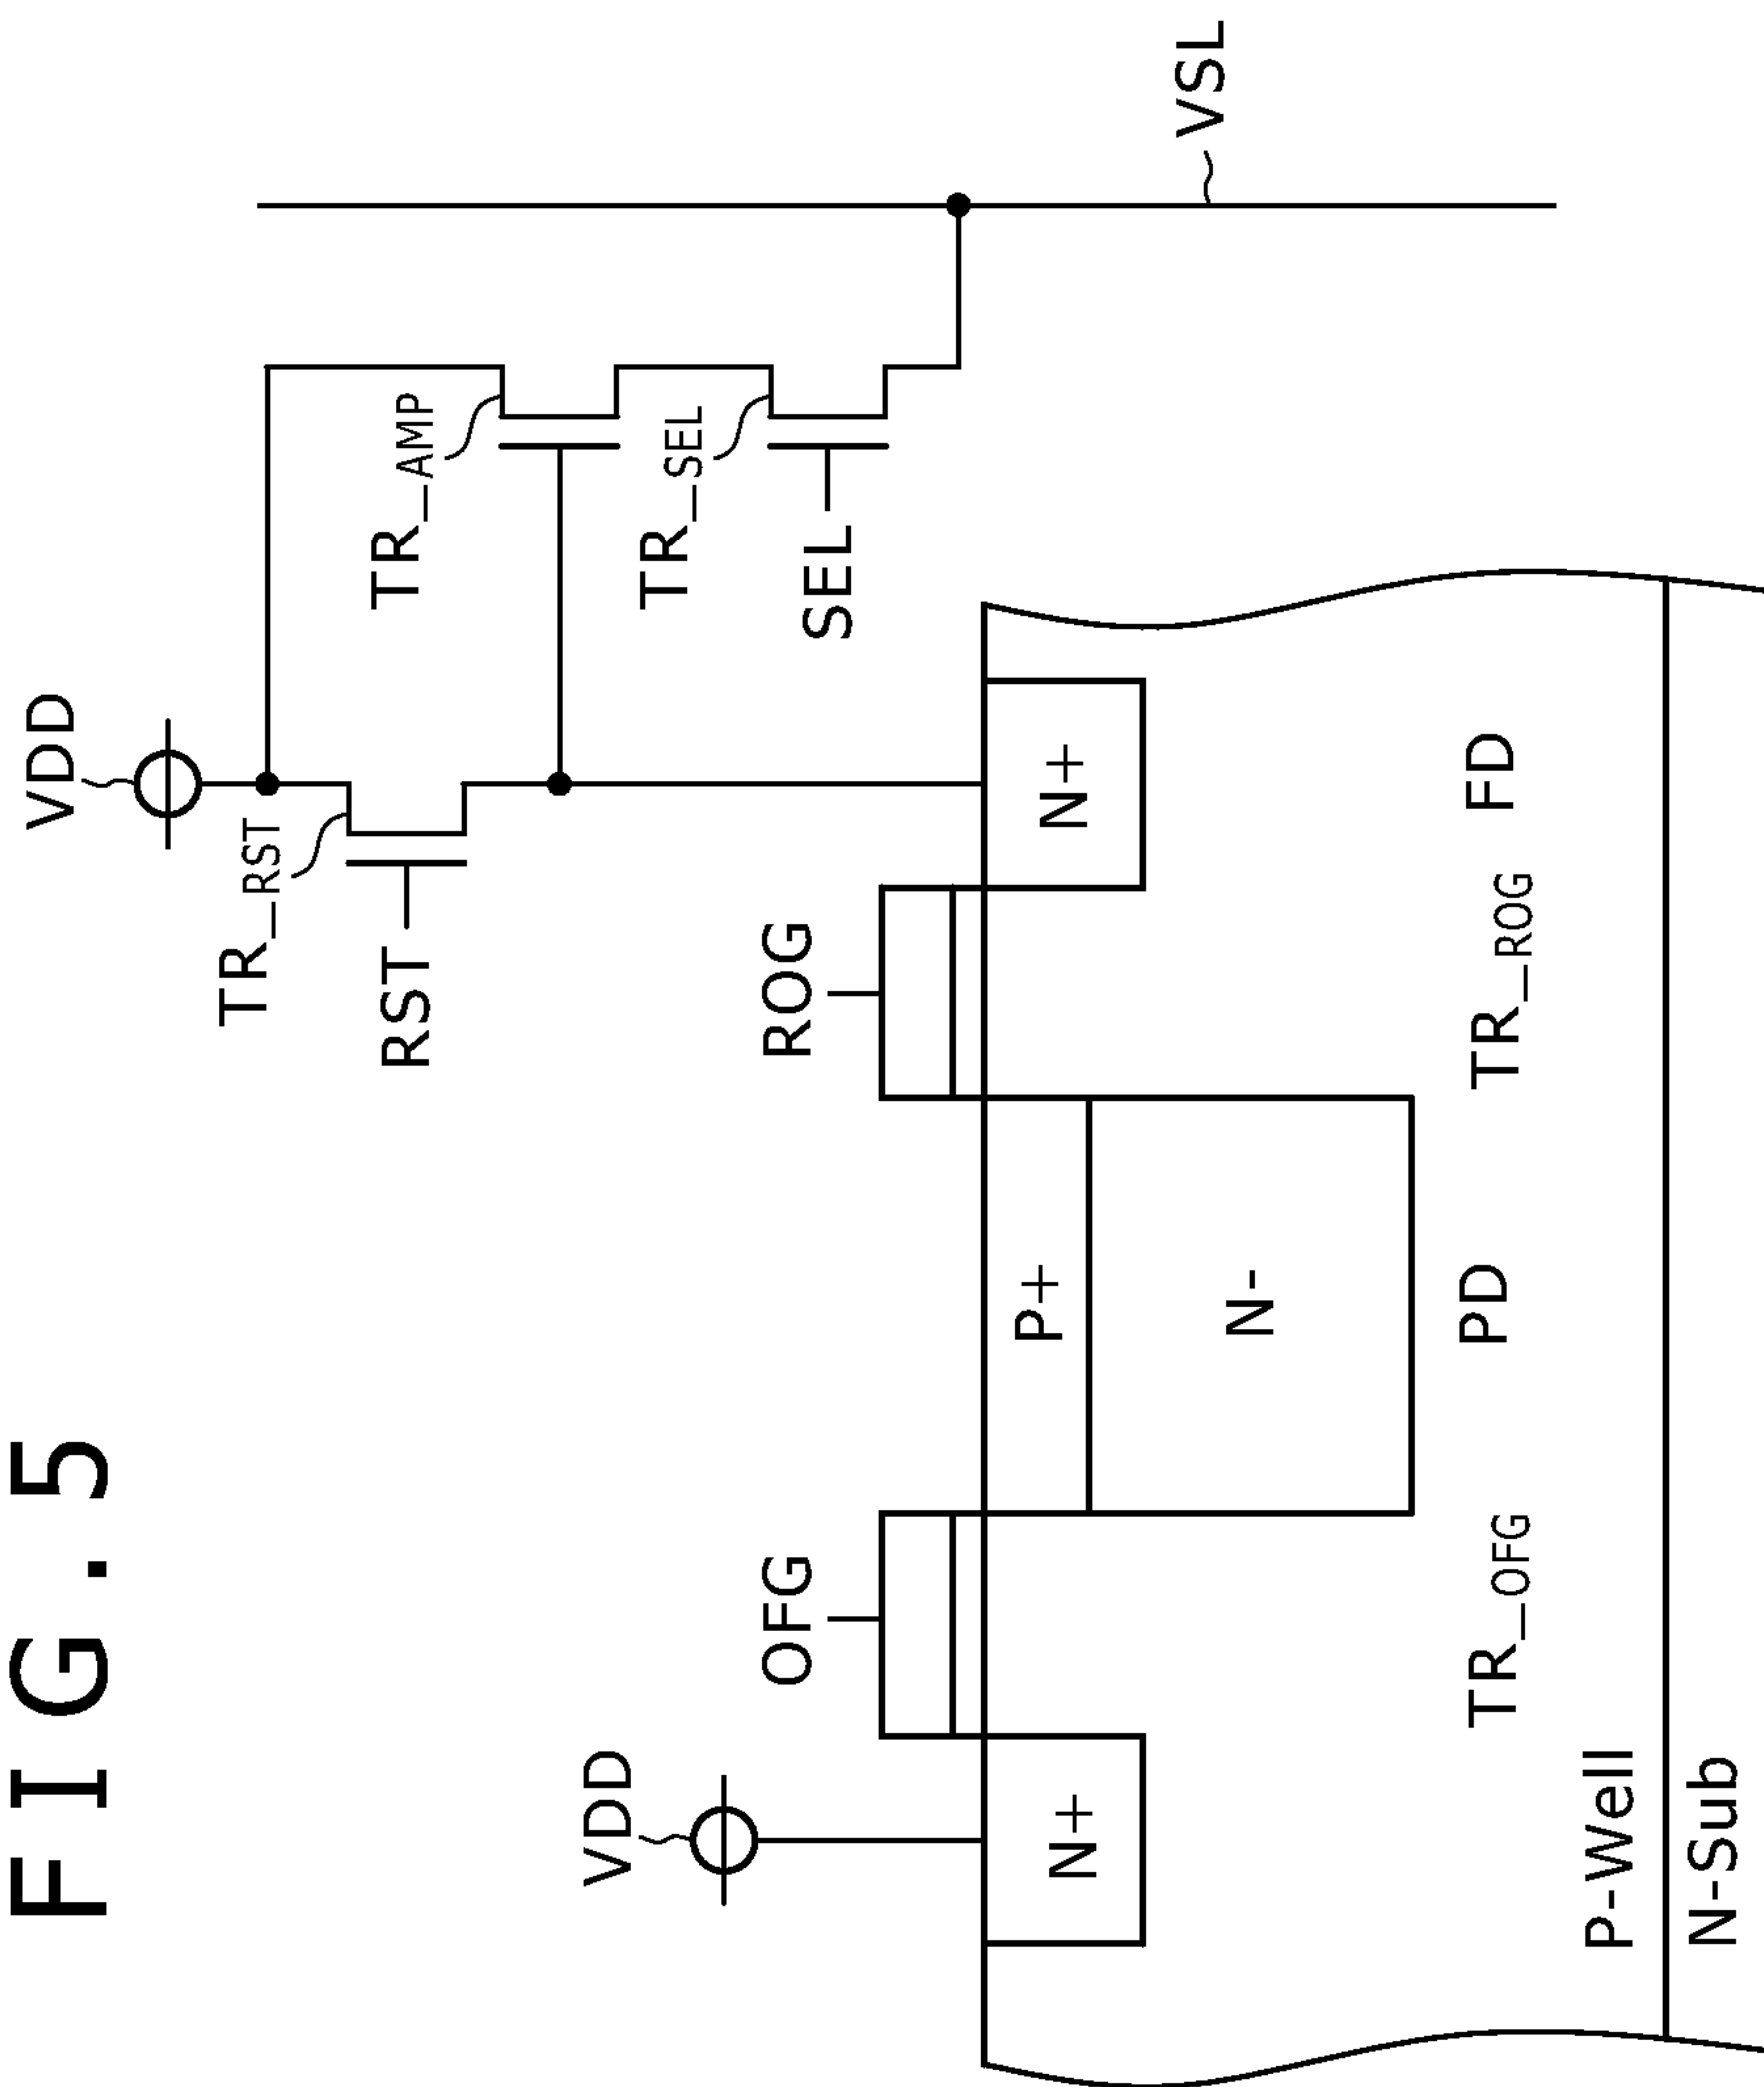 FIG.5
VDD
TR_RST
RST
TR_AMP
TR_SEL
SEL
VSL
VDD
OFG
ROG
N+
P+
N-
N+
TR_OFG
PD
TR_ROG
FD
P-Well
N-Sub